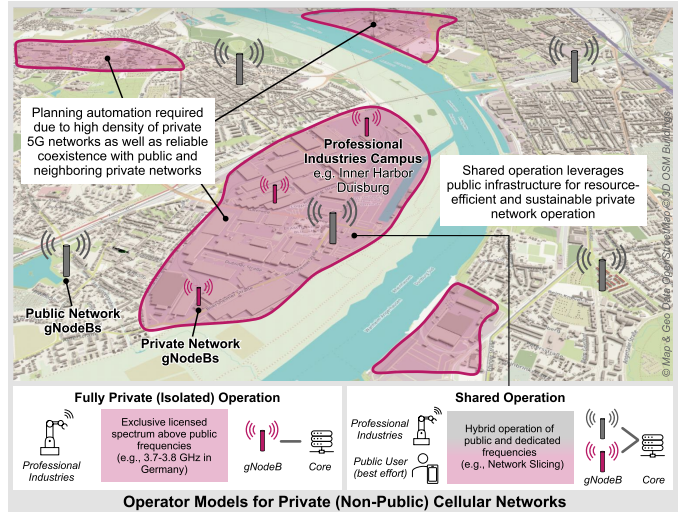 Planning automation required
due to high density of private
5G networks as well as reliable
coexistence with public and
neighboring private networks
Professional
Industries Campus
e.g. Inner Harbor
Duisburg
Shared operation leverages
public infrastructure for resource-
efficient and sustainable private
network operation
Public Network
gNodeBs
Private Network
gNodeBs
© Map & Geo Data OpenStreetMap © 3D OSM Buildings
Fully Private (Isolated) Operation
Professional
Industries
Exclusive licensed
spectrum above public
frequencies
(e.g., 3.7-3.8 GHz in
Germany)
gNodeB
Core
Shared Operation
Professional
Industries
Public User
(best effort)
Hybrid operation of
public and dedicated
frequencies
(e.g., Network Slicing)
gNodeB
Core
Operator Models for Private (Non-Public) Cellular Networks